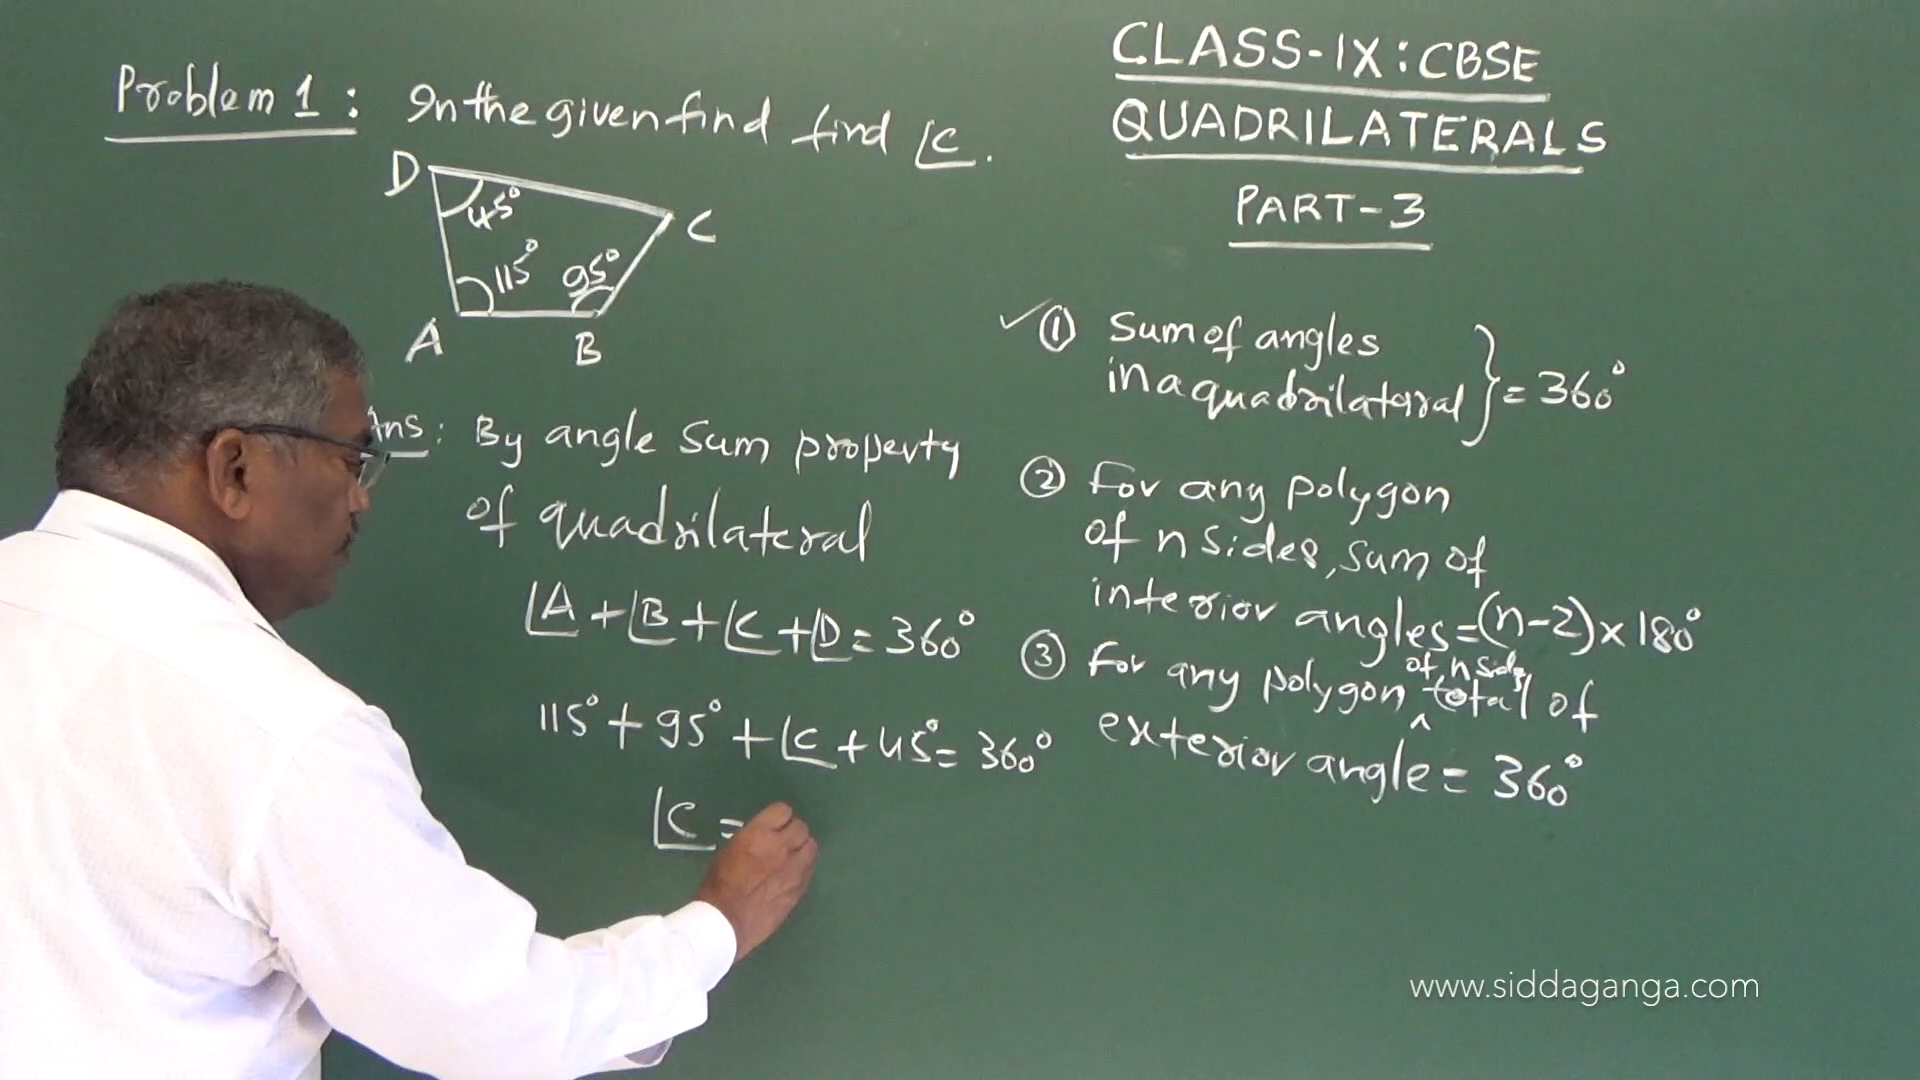 Problem 1 : In the given find find ∠C.
D
45°
C
115° 95°
A
B
Ans : By angle sum property
of quadrilateral
∠A + ∠B + ∠C + ∠D = 360°
115° + 95° + ∠C + 45° = 360°
∠C =
CLASS-IX : CBSE
QUADRILATERALS
PART-3
✓① Sum of angles
in a quadrilateral } = 360°
② For any polygon
of n sides, sum of
interior angles = (n-2) × 180°
③ For any polygon of n sides total of
exterior angle = 360°
www.siddaganga.com